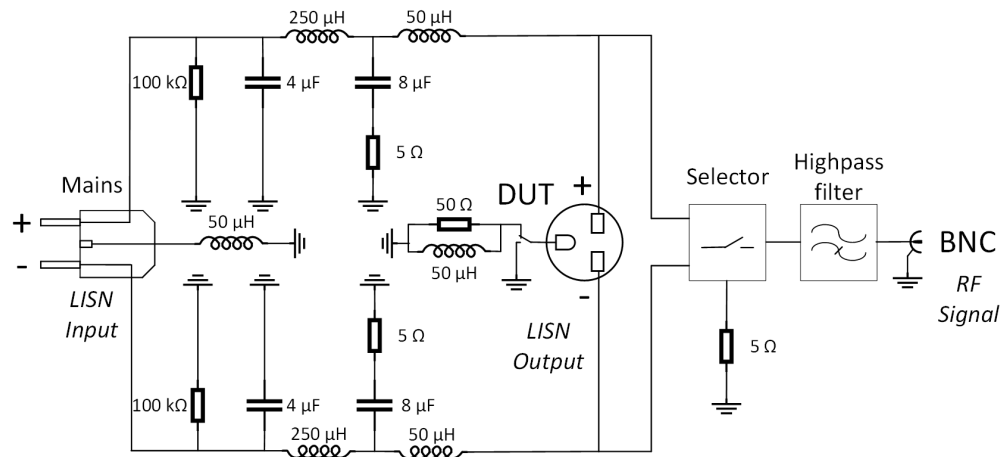 250 µH
50 µH
100 kΩ
4 µF
8 µF
5 Ω
Mains
+
-
LISN
Input
50 µH
50 Ω
50 µH
DUT
+
-
LISN
Output
Selector
Highpass
filter
BNC
RF
Signal
5 Ω
5 Ω
100 kΩ
4 µF
8 µF
250 µH
50 µH